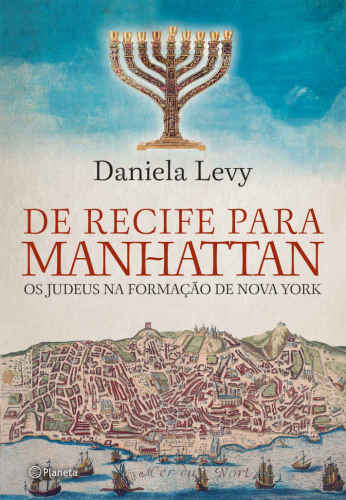 Daniela Levy
DE RECIFE PARA
MANHATTAN
OS JUDEUS NA FORMAÇÃO DE NOVA YORK
Planeta